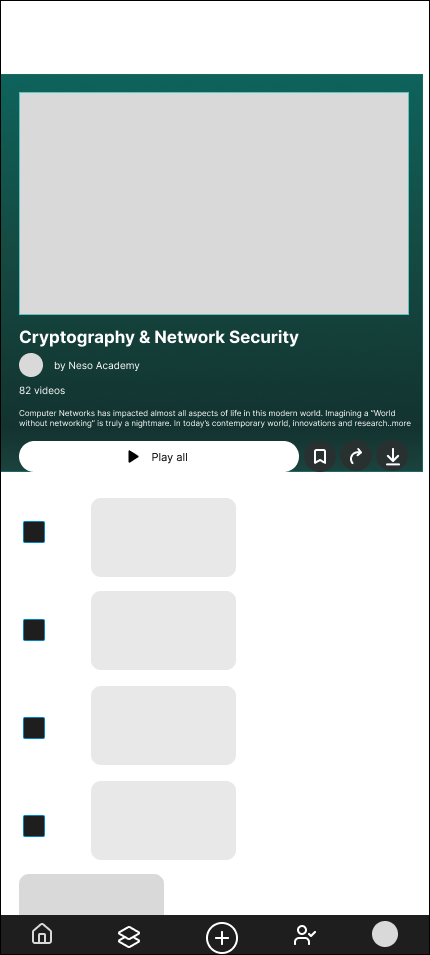 Cryptography & Network Security
by Neso Academy
82 videos
Computer Networks has impacted almost all aspects of life in this modern world. Imagining a "World
without networking" is truly a nightmare. In today's contemporary world, innovations and research..more
Play all